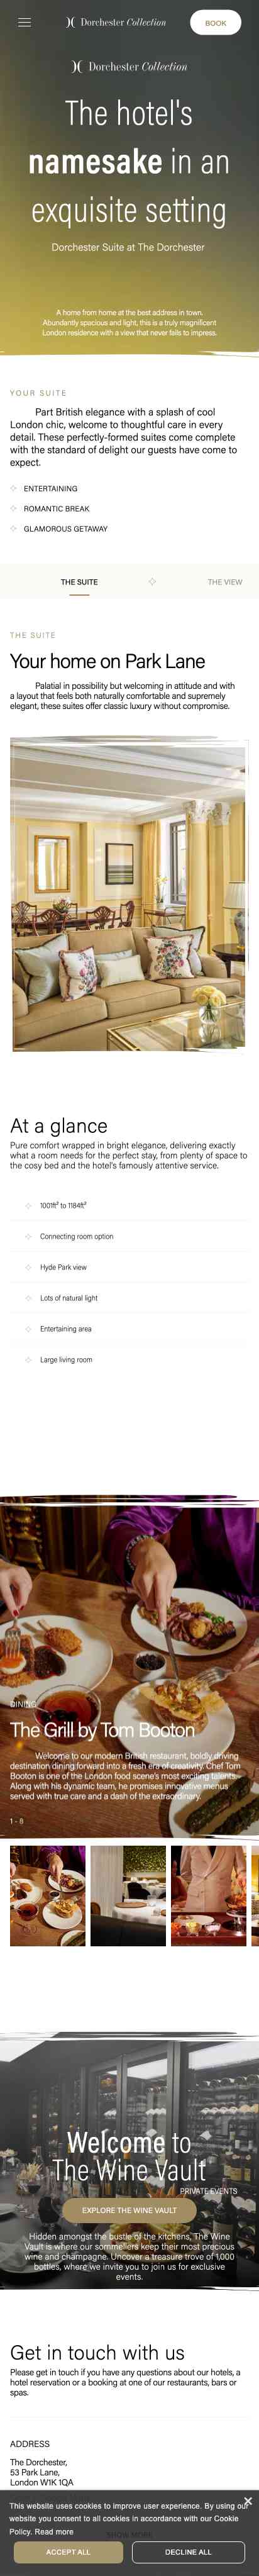 Dorchester Collection
BOOK
Dorchester Collection
The hotel's
namesake in an
exquisite setting
Dorchester Suite at The Dorchester
A home from home at the best address in town.
Abundantly spacious and light, this is a truly magnificent
London residence with a view that never fails to impress.
YOUR SUITE
Part British elegance with a splash of cool
London chic, welcome to thoughtful care in every
detail. These perfectly-formed suites come complete
with the standard of delight our guests have come to
expect.
ENTERTAINING
ROMANTIC BREAK
GLAMOROUS GETAWAY
THE SUITE
THE VIEW
THE SUITE
Your home on Park Lane
Palatial in possibility but welcoming in attitude and with
a layout that feels both naturally comfortable and supremely
elegant, these suites offer classic luxury without compromise.
At a glance
Pure comfort wrapped in bright elegance, delivering exactly
what a room needs for the perfect stay, from plenty of space to
the cosy bed and the hotel's famously attentive service.
1001ft² to 1184ft²
Connecting room option
Hyde Park view
Lots of natural light
Entertaining area
Large living room
DINING
The Grill by Tom Booton
Welcome to our modern British restaurant, boldly driving
destination dining forward into a fresh era of creativity. Chef Tom
Booton is one of the London food scene's most exciting talents.
Along with his dynamic team, he promises innovative menus
served with true care and a dash of the extraordinary.
1 - 8
Welcome to
The Wine Vault
PRIVATE EVENTS
EXPLORE THE WINE VAULT
Hidden amongst the bustle of the kitchens, The Wine
Vault is where our sommeliers keep their most precious
wine and champagne. Uncover a treasure trove of 1,000
bottles, where we invite you to join us for exclusive
events.
Get in touch with us
Please get in touch if you have any questions about our hotels, a
hotel reservation or a booking at one of our restaurants, bars or
spas.
ADDRESS
The Dorchester,
53 Park Lane,
London W1K 1QA
This website uses cookies to improve user experience. By using our
website you consent to all cookies in accordance with our Cookie
Policy. Read more
ACCEPT ALL
DECLINE ALL